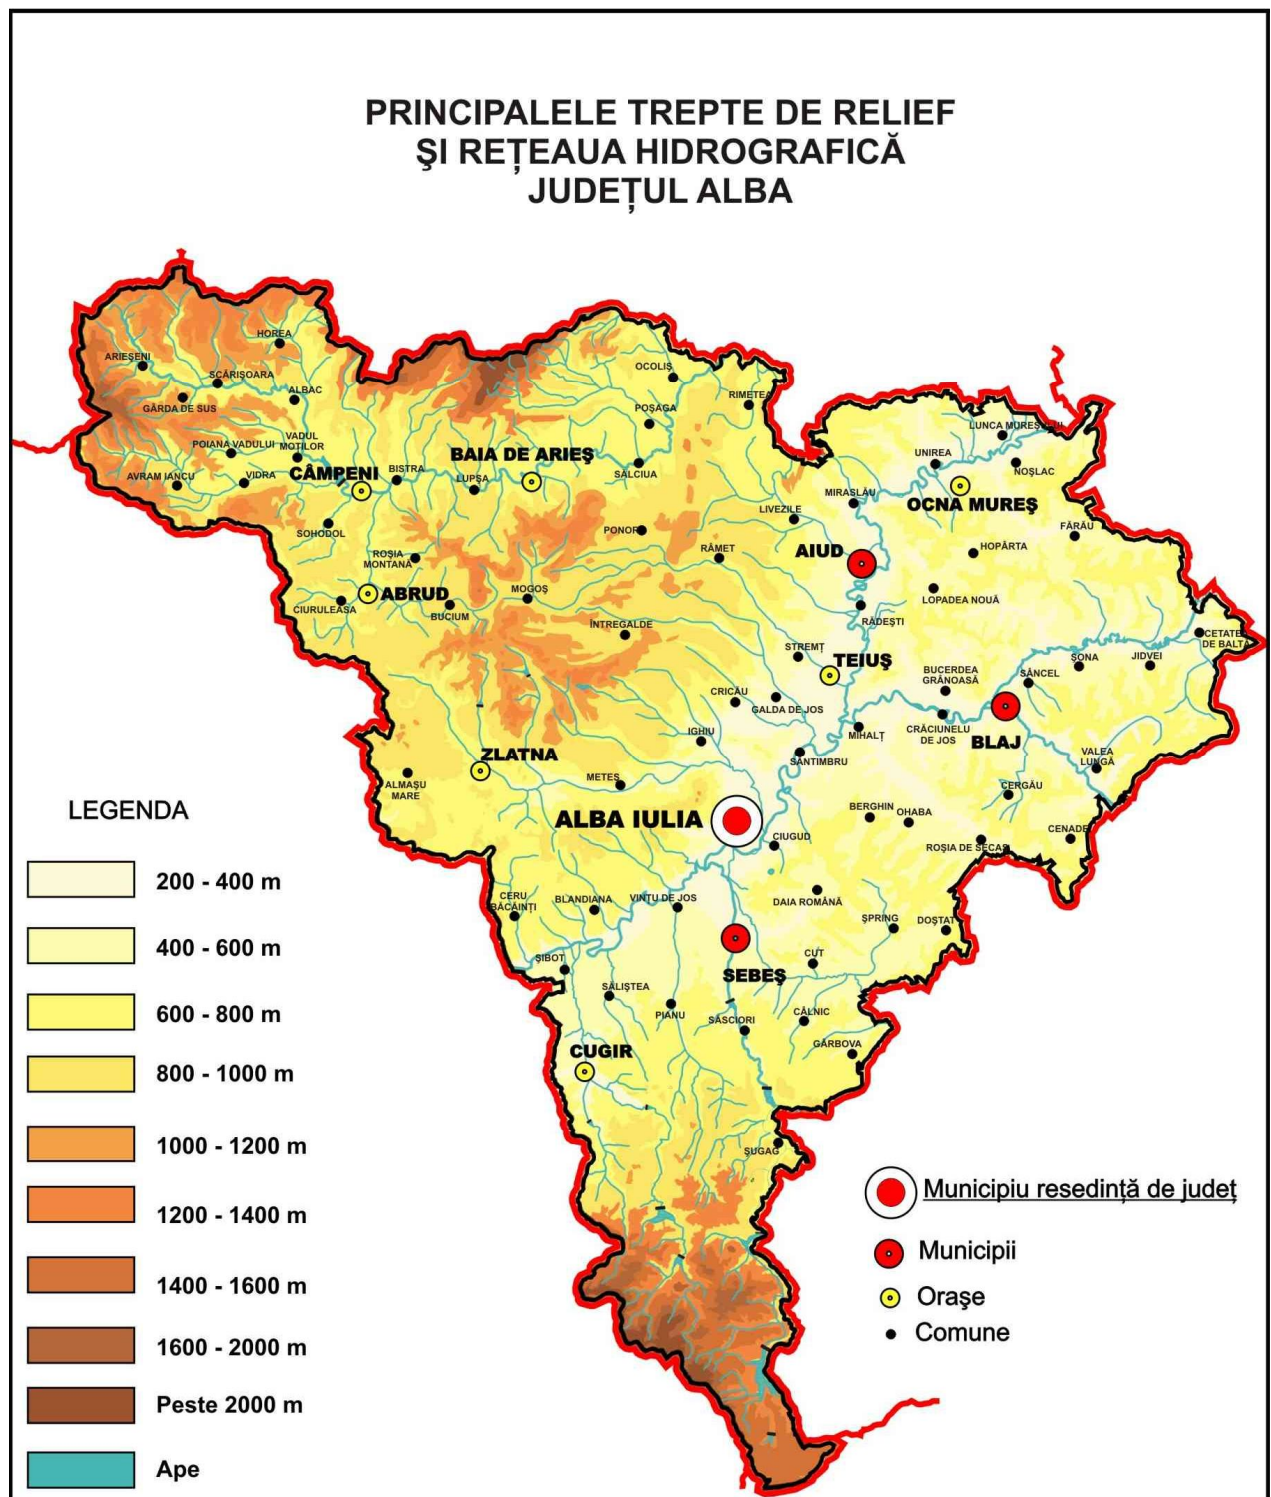 PRINCIPALELE TREPTE DE RELIEF
ŞI REȚEAUA HIDROGRAFICĂ
JUDEȚUL ALBA
HOREA
ARIEŞENI
SCĂRIŞOARA
ALBAC
GÂRDA DE SUS
OCOLIŞ
RIMETEA
POŞAGA
POIANA VADULUI
VADUL
MOȚILOR
AVRAM IANCU
VIDRA
CÂMPENI
BISTRA
BAIA DE ARIEŞ
LUPŞA
SĂLCIUA
LUNCA MUREŞULUI
UNIREA
NOŞLAC
OCNA MUREŞ
MIRASLĂU
LIVEZILE
FĂRĂU
SOHODOL
PONOR
HOPÂRTA
AIUD
ROŞIA
MONTANĂ
RÂMEȚ
ABRUD
CIURULEASA
BUCIUM
MOGOŞ
LOPADEA NOUĂ
RĂDEŞTI
ÎNTREGALDE
CETATEA
DE BALTĂ
STREMȚ
TEIUŞ
ŞONA
JIDVEI
BUCERDEA
GRÂNOASĂ
SÂNCEL
CRICĂU
GALDA DE JOS
CRĂCIUNELU
DE JOS
MIHALȚ
BLAJ
IGHIU
SÂNTIMBRU
VALEA
LUNGĂ
ZLATNA
METEŞ
ALMAŞU
MARE
CERGĂU
BERGHIN
OHABA
ALBA IULIA
CIUGUD
ROŞIA DE SECAŞ
CENADE
CERU
BĂCĂINȚI
BLANDIANA
VINȚU DE JOS
DAIA ROMÂNĂ
ŞPRING
DOŞTAT
ŞIBOT
CUT
SEBEŞ
SĂLIŞTEA
PIANU
SĂSCIORI
CÂLNIC
GÂRBOVA
CUGIR
ŞUGAG
LEGENDA
200 - 400 m
400 - 600 m
600 - 800 m
800 - 1000 m
1000 - 1200 m
1200 - 1400 m
1400 - 1600 m
1600 - 2000 m
Peste 2000 m
Ape
Municipiu resedință de județ
Municipii
Oraşe
Comune